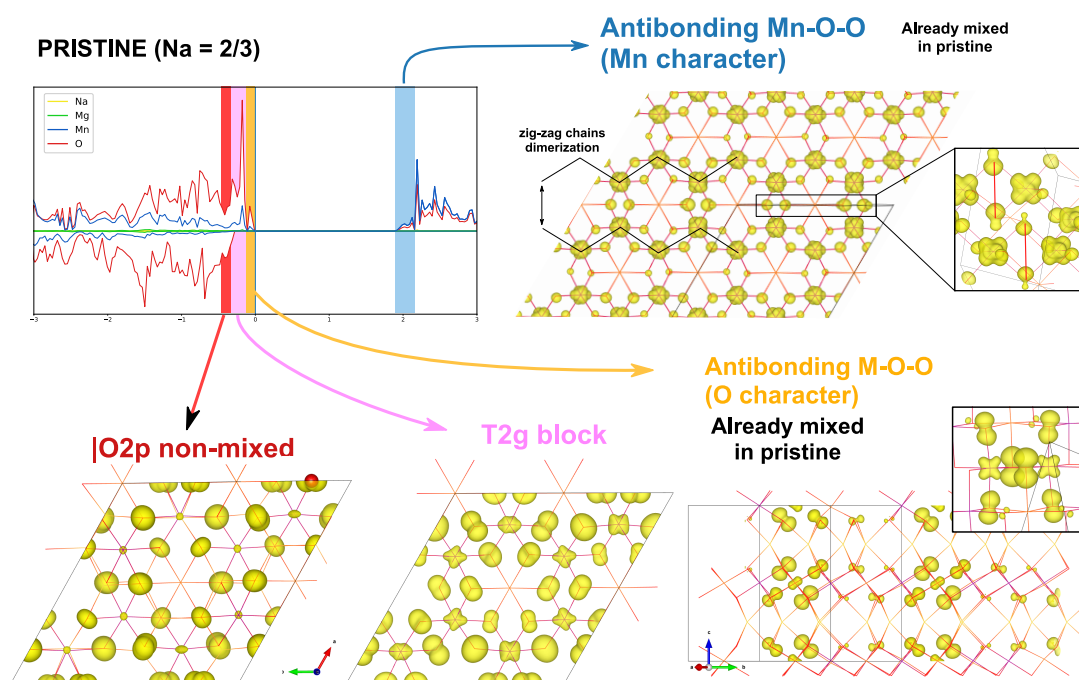 PRISTINE (Na = 2/3)
Antibonding Mn-O-O
(Mn character)
Already mixed
in pristine
Na
Mg
Mn
O
zig-zag chains
dimerization
−3
−2
−1
0
1
2
3
Antibonding M-O-O
(O character)
Already mixed
in pristine
|O2p non-mixed
T2g block
a
c
a
b